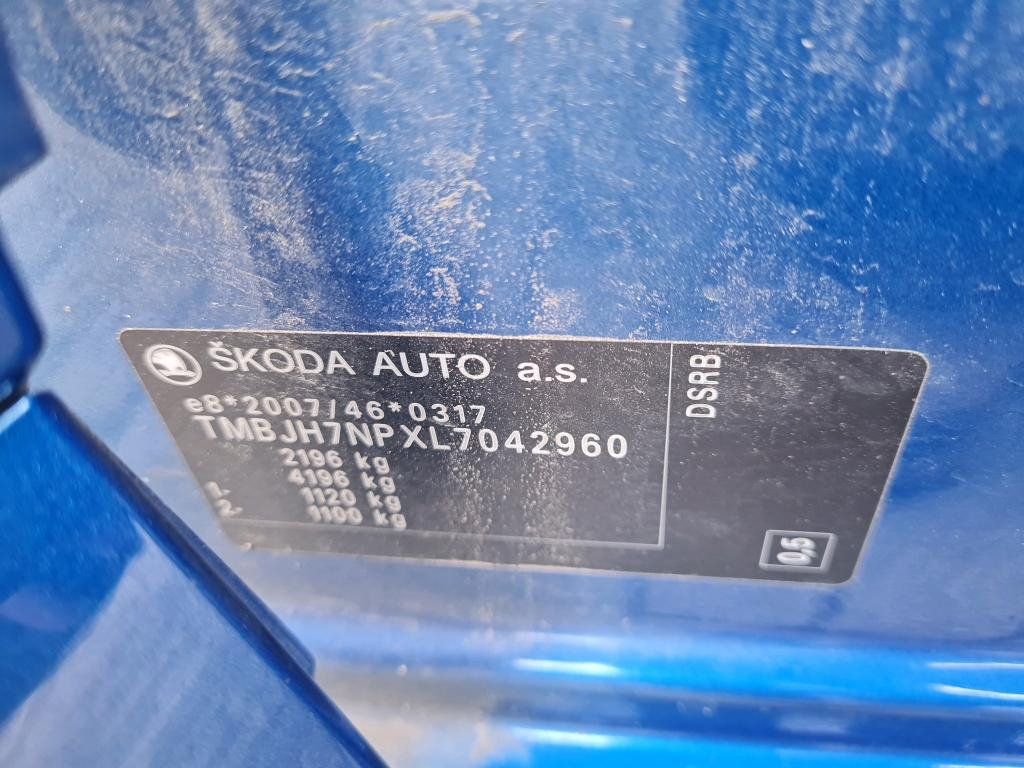 ŠKODA AUTO a.s.
e8*2007/46*0317
TMBJH7NPXL7042960
2196 kg
4196 kg
1. 1120 kg
2. 1100 kg
DSRB
0,5